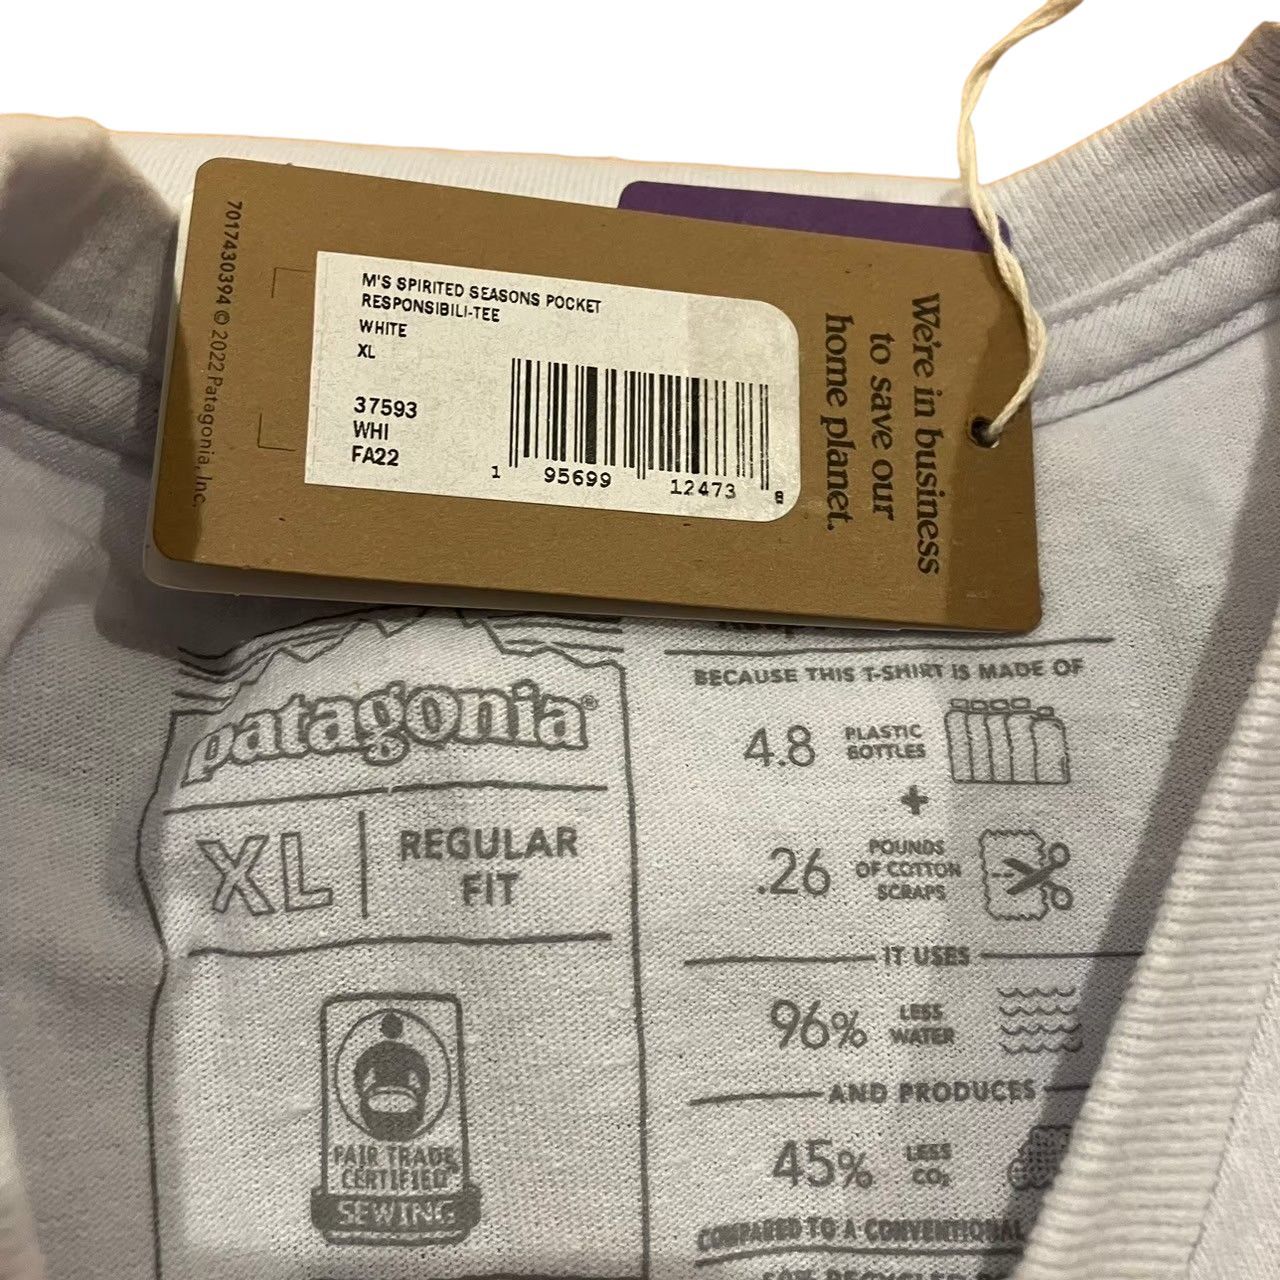 7017430394 © 2022 Patagonia, Inc.
M'S SPIRITED SEASONS POCKET
RESPONSIBILI-TEE
WHITE
XL
37593
WHI
FA22
1 95699 12473 8
We're in business
to save our
home planet.
patagonia®
XL
REGULAR
FIT
FAIR TRADE
CERTIFIED
SEWING
BECAUSE THIS T-SHIRT IS MADE OF
4.8 PLASTIC
BOTTLES
+
.26 POUNDS
OF COTTON
SCRAPS
IT USES
96% LESS
WATER
AND PRODUCES
45% LESS
CO₂
COMPARED TO A CONVENTIONAL
50% RECYCLED